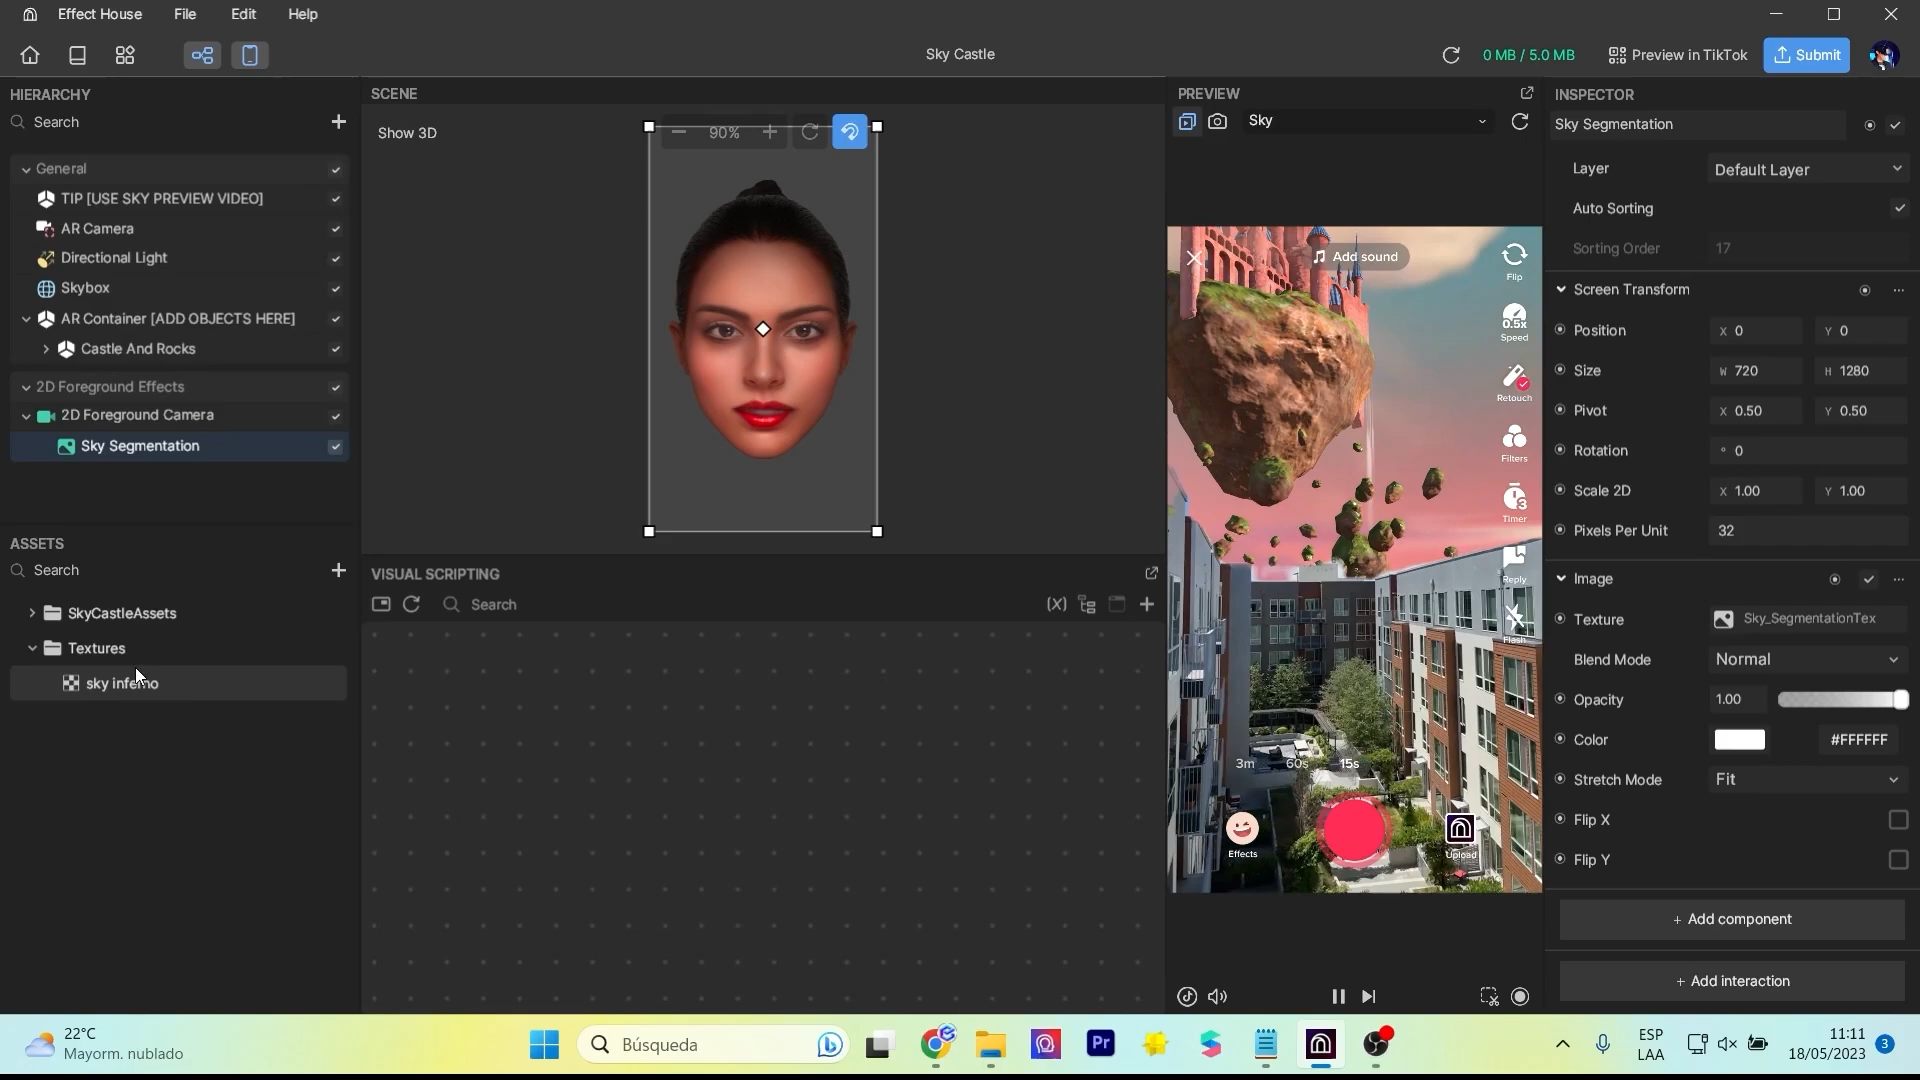 Effect House File Edit Help
Sky Castle
0 MB / 5.0 MB
Preview in TikTok
Submit
HIERARCHY
Search
General
TIP [USE SKY PREVIEW VIDEO]
AR Camera
Directional Light
Skybox
AR Container [ADD OBJECTS HERE]
Castle And Rocks
2D Foreground Effects
2D Foreground Camera
Sky Segmentation
ASSETS
Search
SkyCastleAssets
Textures
sky inferno
SCENE
Show 3D
90%
VISUAL SCRIPTING
Search
(X)
PREVIEW
Sky
Add sound
Flip
0.5x
Speed
Retouch
Filters
3
Timer
Reply
Flash
3m 60s 15s
Effects
Upload
INSPECTOR
Sky Segmentation
Layer Default Layer
Auto Sorting
Sorting Order 17
Screen Transform
Position X 0 Y 0
Size W 720 H 1280
Pivot X 0.50 Y 0.50
Rotation ° 0
Scale 2D X 1.00 Y 1.00
Pixels Per Unit 32
Image
Texture Sky_SegmentationTex
Blend Mode Normal
Opacity 1.00
Color #FFFFFF
Stretch Mode Fit
Flip X
Flip Y
+ Add component
+ Add interaction
22°C
Mayorm. nublado
Búsqueda
Pr
ESP
LAA
11:11
18/05/2023
3